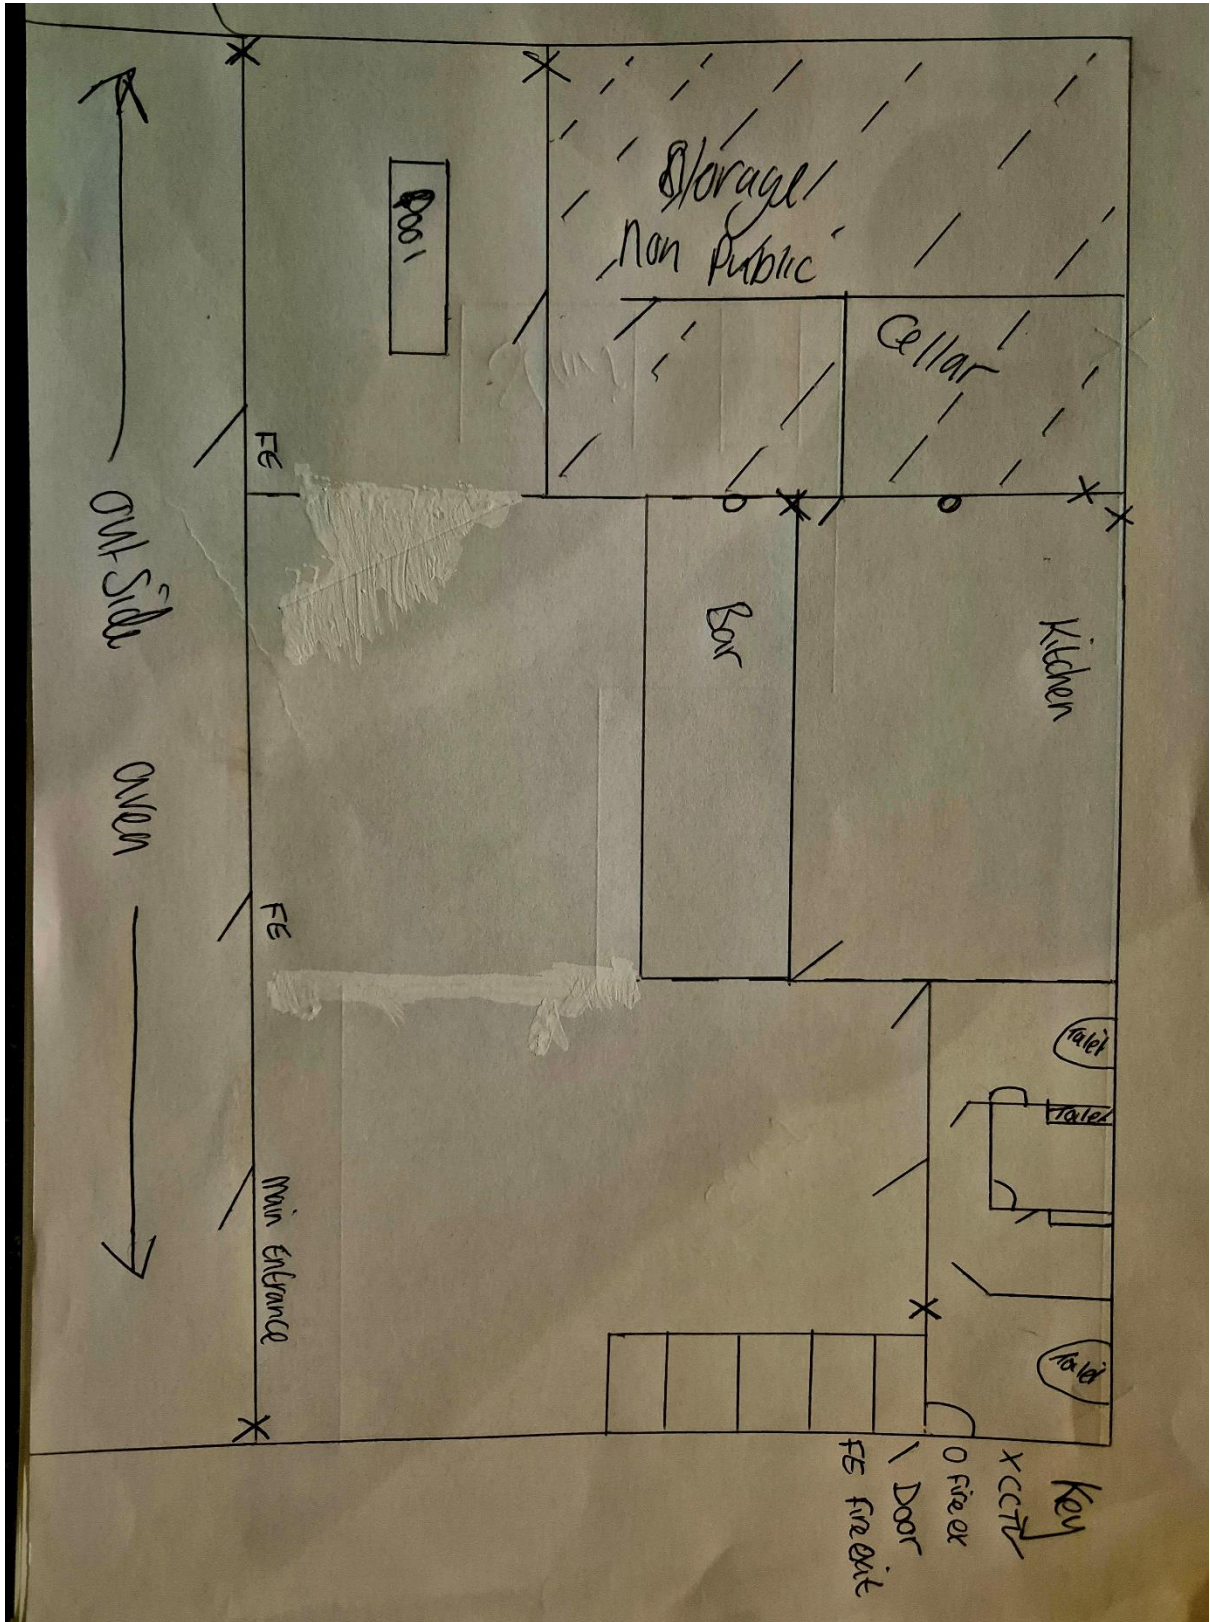 Storage
Non Public
Cellar
Pool
FE
Outside
aren
Bar
Kitchen
FE
Main Entrance
Toilet
Toilet
Toilet
Key
X CCTV
O fire ex
\ Door
FE fire exit